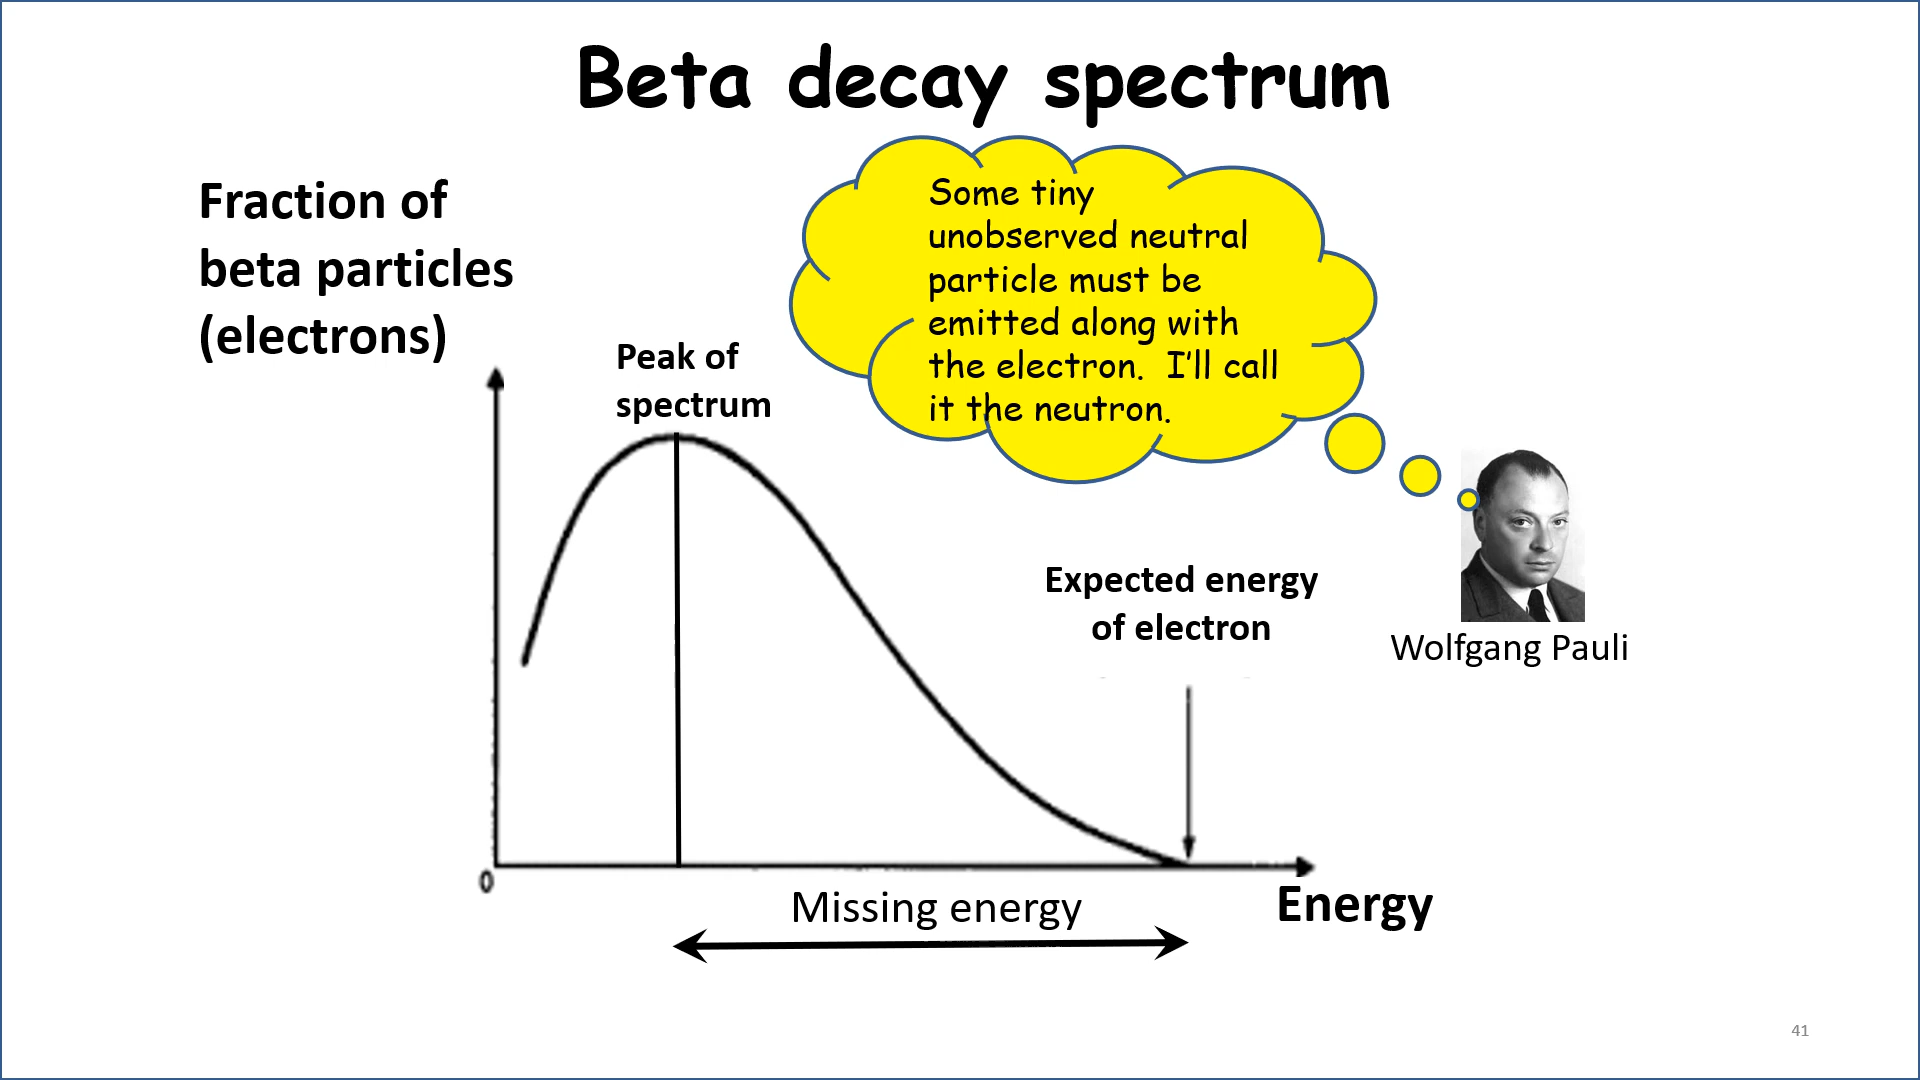 Beta decay spectrum
Fraction of
beta particles
(electrons)
Some tiny
unobserved neutral
particle must be
emitted along with
the electron.  I’ll call
it the neutron.
Peak of
spectrum
Expected energy
of electron
Wolfgang Pauli
0
Missing energy
Energy
41